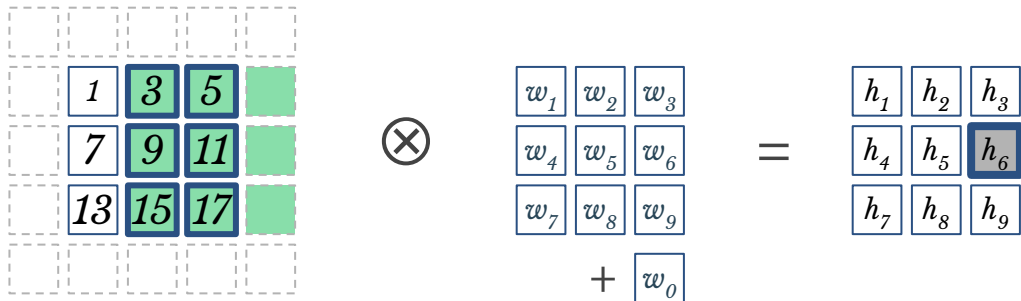 1 3 5 w₁ w₂ w₃ h₁ h₂ h₃
7 9 11 ⊗ w₄ w₅ w₆ = h₄ h₅ h₆
13 15 17 w₇ w₈ w₉ h₇ h₈ h₉
+ w₀